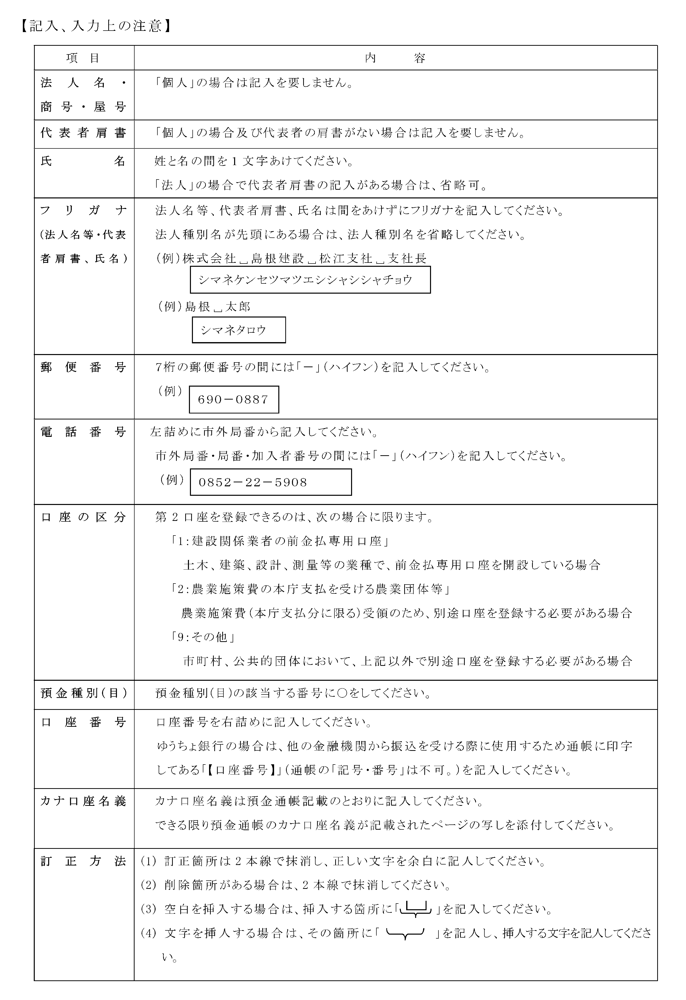 【記入、入力上の注意】
項 目
内 容
法人名・
商号・屋号
「個人」の場合は記入を要しません。
代表者肩書
「個人」の場合及び代表者の肩書がない場合は記入を要しません。
氏 名
姓と名の間を1文字あけてください。
「法人」の場合で代表者肩書の記入がある場合は、省略可。
フリガナ
(法人名等・代表
者肩書、氏名)
法人名等、代表者肩書、氏名は間をあけずにフリガナを記入してください。
法人種別名が先頭にある場合は、法人種別名を省略してください。
(例)株式会社␣島根建設␣松江支社␣支社長
シマネケンセツマツエシシャシシャチョウ
(例)島根␣太郎
シマネタロウ
郵便番号
7桁の郵便番号の間には「-」(ハイフン)を記入してください。
(例)
690-0887
電話番号
左詰めに市外局番から記入してください。
市外局番・局番・加入者番号の間には「-」(ハイフン)を記入してください。
(例)
0852-22-5908
口座の区分
第2口座を登録できるのは、次の場合に限ります。
「1:建設関係業者の前金払専用口座」
土木、建築、設計、測量等の業種で、前金払専用口座を開設している場合
「2:農業施策費の本庁支払を受ける農業団体等」
農業施策費(本庁支払分に限る)受領のため、別途口座を登録する必要がある場合
「9:その他」
市町村、公共的団体において、上記以外で別途口座を登録する必要がある場合
預金種別(目)
預金種別(目)の該当する番号に○をしてください。
口座番号
口座番号を右詰めに記入してください。
ゆうちょ銀行の場合は、他の金融機関から振込を受ける際に使用するため通帳に印字
してある「【口座番号】」(通帳の「記号・番号」は不可。)を記入してください。
カナ口座名義
カナ口座名義は預金通帳記載のとおりに記入してください。
できる限り預金通帳のカナ口座名義が記載されたページの写しを添付してください。
訂正方法
(1) 訂正箇所は2本線で抹消し、正しい文字を余白に記入してください。
(2) 削除箇所がある場合は、2本線で抹消してください。
(3) 空白を挿入する場合は、挿入する箇所に「 」を記入してください。
(4) 文字を挿入する場合は、その箇所に「 」を記入し、挿入する文字を記入してくださ
い。